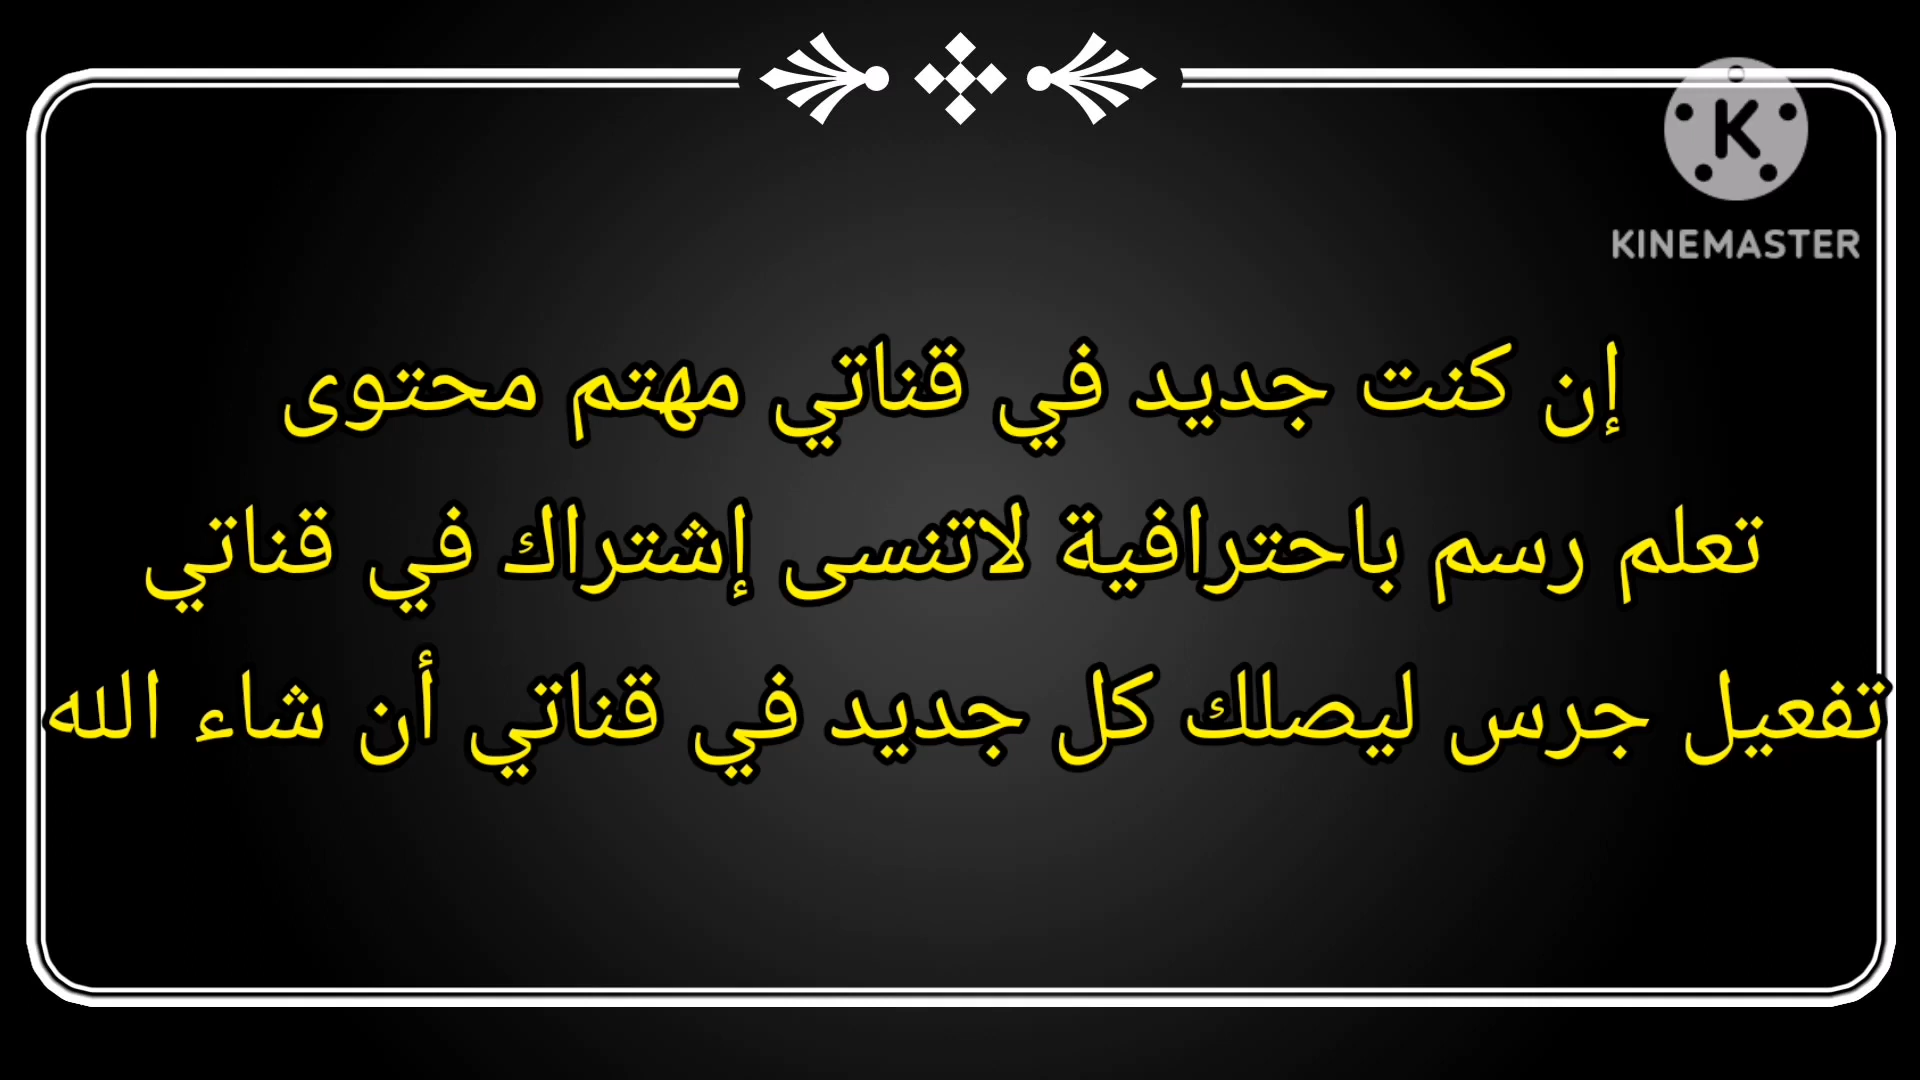 KINEMASTER
إن كنت جديد في قناتي مهتم محتوى
تعلم رسم باحترافية لاتنسى إشتراك في قناتي
تفعيل جرس ليصلك كل جديد في قناتي أن شاء الله